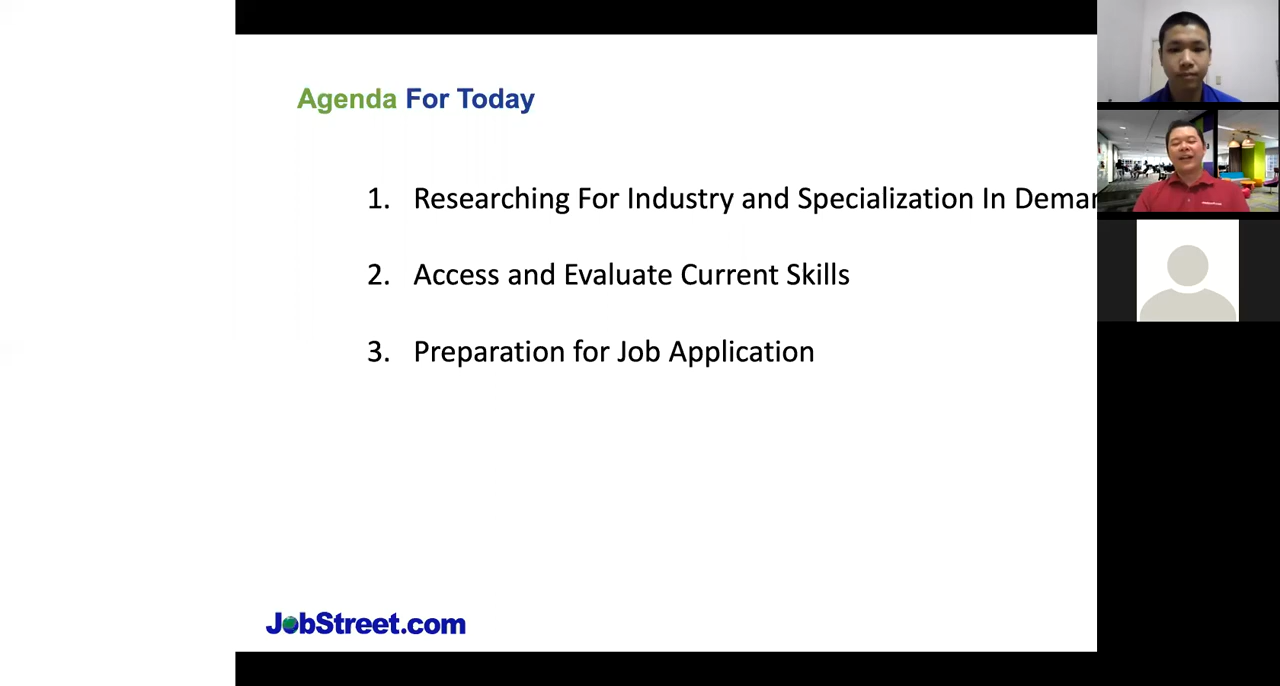 Agenda For Today
1. Researching For Industry and Specialization In Deman
2. Access and Evaluate Current Skills
3. Preparation for Job Application
JobStreet.com